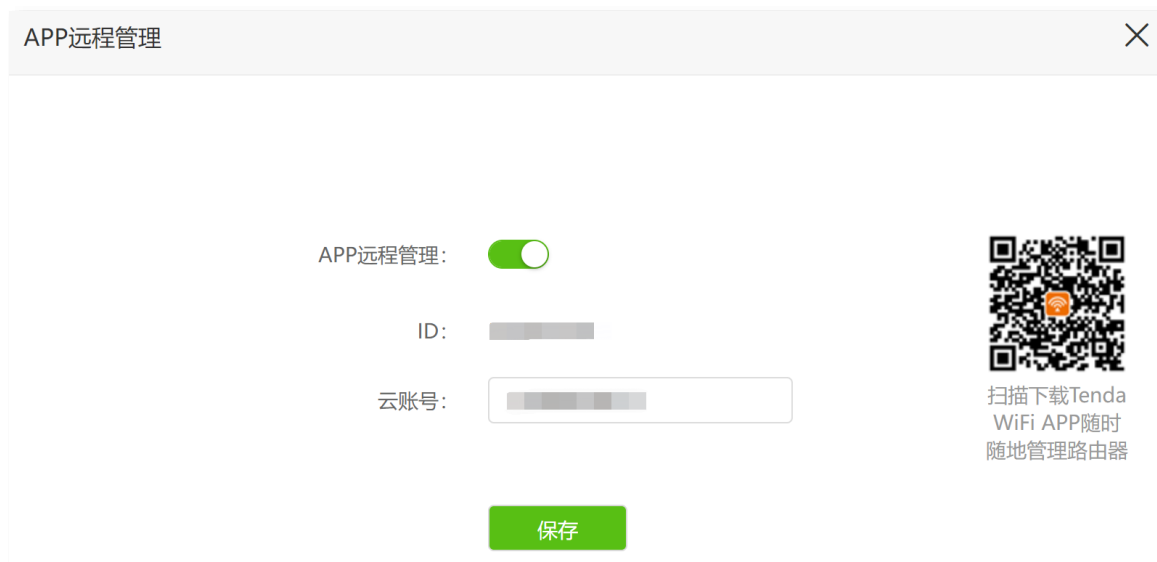 APP远程管理
APP远程管理：
ID：
云账号：
保存
扫描下载Tenda
WiFi APP随时
随地管理路由器